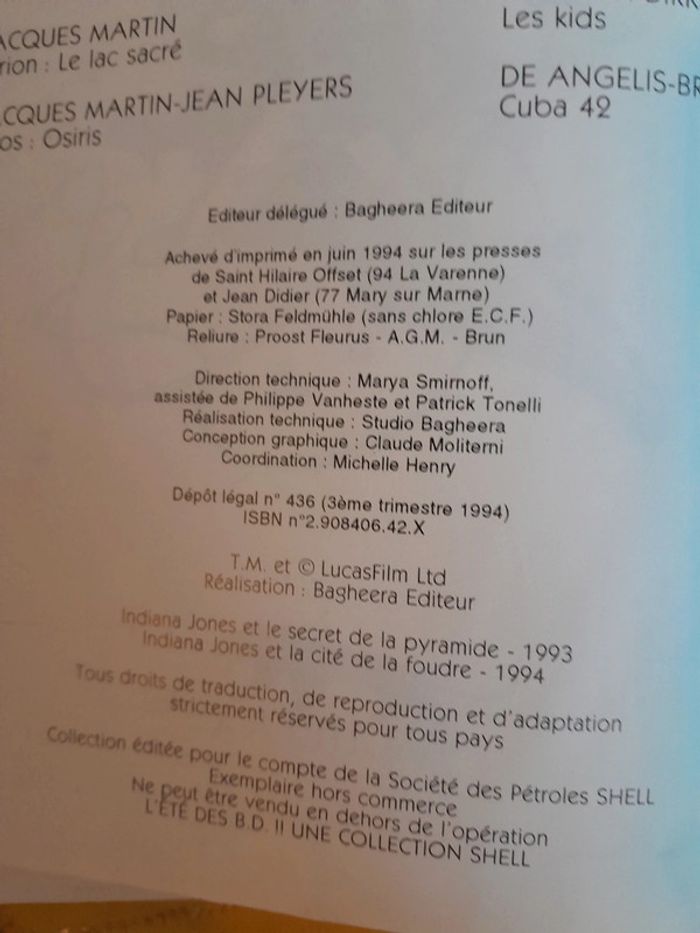 ACQUES MARTIN
rion : Le lac sacré
ACQUES MARTIN-JEAN PLEYERS
os : Osiris
Les kids
DE ANGELIS-BR
Cuba 42
Editeur délégué : Bagheera Editeur
Achevé d'imprimé en juin 1994 sur les presses
de Saint Hilaire Offset (94 La Varenne)
et Jean Didier (77 Mary sur Marne)
Papier : Stora Feldmühle (sans chlore E.C.F.)
Reliure : Proost Fleurus - A.G.M. - Brun
Direction technique : Marya Smirnoff,
assistée de Philippe Vanheste et Patrick Tonelli
Réalisation technique : Studio Bagheera
Conception graphique : Claude Moliterni
Coordination : Michelle Henry
Dépôt légal n° 436 (3ème trimestre 1994)
ISBN n°2.908406.42.X
T.M. et © LucasFilm Ltd
Réalisation : Bagheera Editeur
Indiana Jones et le secret de la pyramide - 1993
Indiana Jones et la cité de la foudre - 1994
Tous droits de traduction, de reproduction et d'adaptation
strictement réservés pour tous pays
Collection éditée pour le compte de la Société des Pétroles SHELL
Exemplaire hors commerce
Ne peut être vendu en dehors de l'opération
L'ÉTÉ DES B.D. !! UNE COLLECTION SHELL